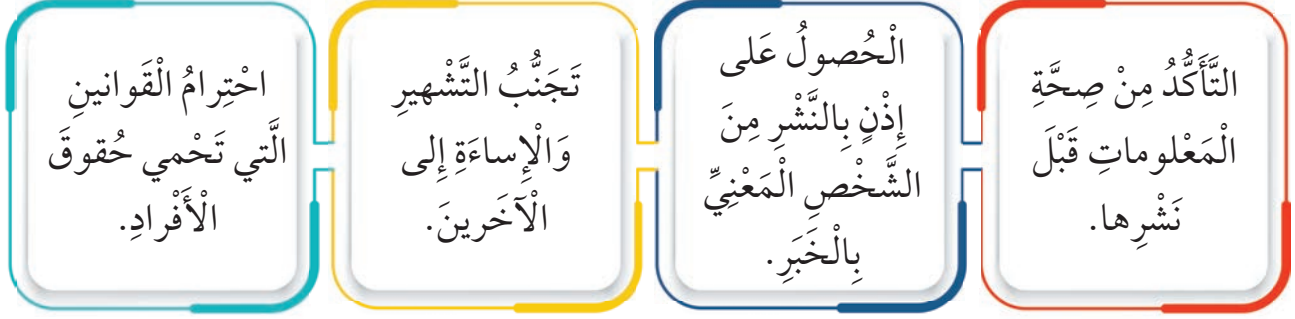 التَّأَكُّدُ مِنْ صِحَّةِ
الْمَعْلوماتِ قَبْلَ
نَشْرِها.
الْحُصولُ عَلى
إِذْنٍ بِالنَّشْرِ مِنَ
الشَّخْصِ الْمَعْنِيِّ
بِالْخَبَرِ.
تَجَنُّبُ التَّشْهيرِ
وَالْإِساءَةِ إِلى
الْآخَرينَ.
احْتِرامُ الْقَوانينِ
الَّتي تَحْمي حُقوقَ
الْأَفْرادِ.